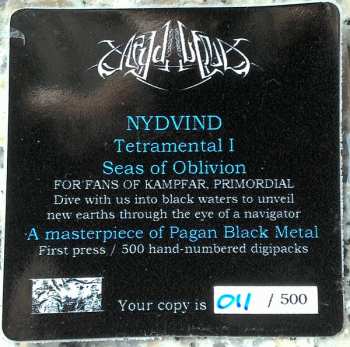 NYDVIND
NYDVIND
Tetramental I
Seas of Oblivion
FOR FANS OF KAMPFAR, PRIMORDIAL
Dive with us into black waters to unveil
new earths through the eye of a navigator
A masterpiece of Pagan Black Metal
First press / 500 hand-numbered digipacks
Your copy is 011 / 500